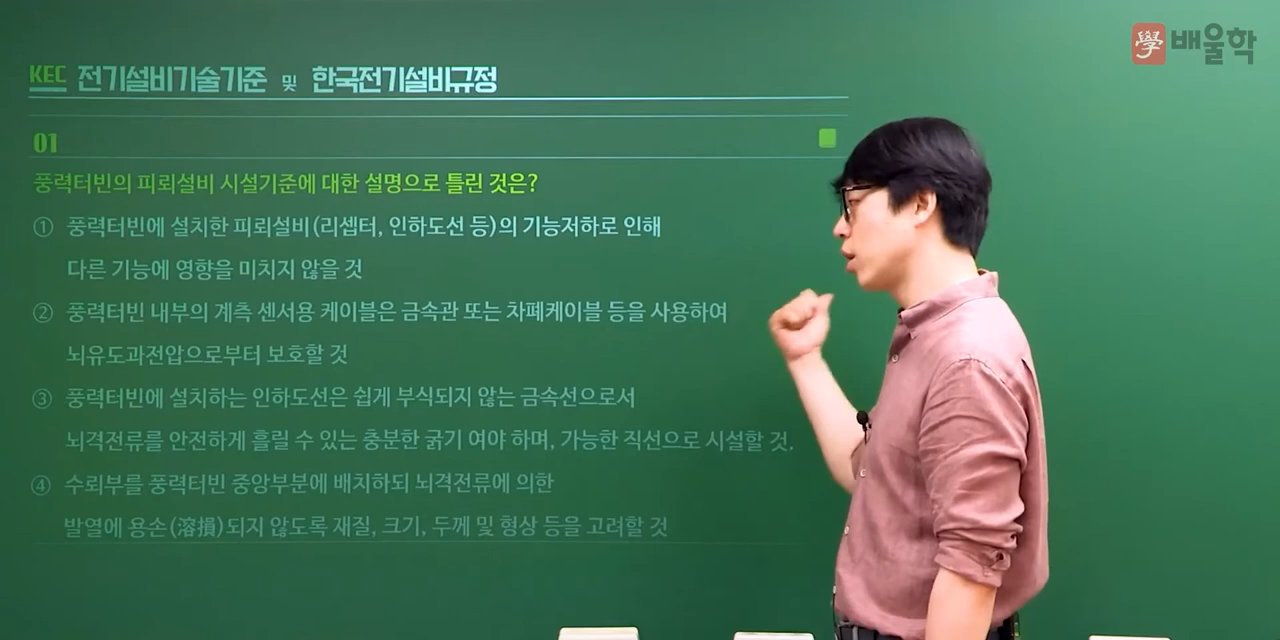 學 배울학
KEC 전기설비기술기준 및 한국전기설비규정
01
풍력터빈의 피뢰설비 시설기준에 대한 설명으로 틀린 것은?
① 풍력터빈에 설치한 피뢰설비(리셉터, 인하도선 등)의 기능저하로 인해
다른 기능에 영향을 미치지 않을 것
② 풍력터빈 내부의 계측 센서용 케이블은 금속관 또는 차폐케이블 등을 사용하여
뇌유도과전압으로부터 보호할 것
③ 풍력터빈에 설치하는 인하도선은 쉽게 부식되지 않는 금속선으로서
뇌격전류를 안전하게 흘릴 수 있는 충분한 굵기 여야 하며, 가능한 직선으로 시설할 것.
④ 수뢰부를 풍력터빈 중앙부분에 배치하되 뇌격전류에 의한
발열에 용손(溶損)되지 않도록 재질, 크기, 두께 및 형상 등을 고려할 것